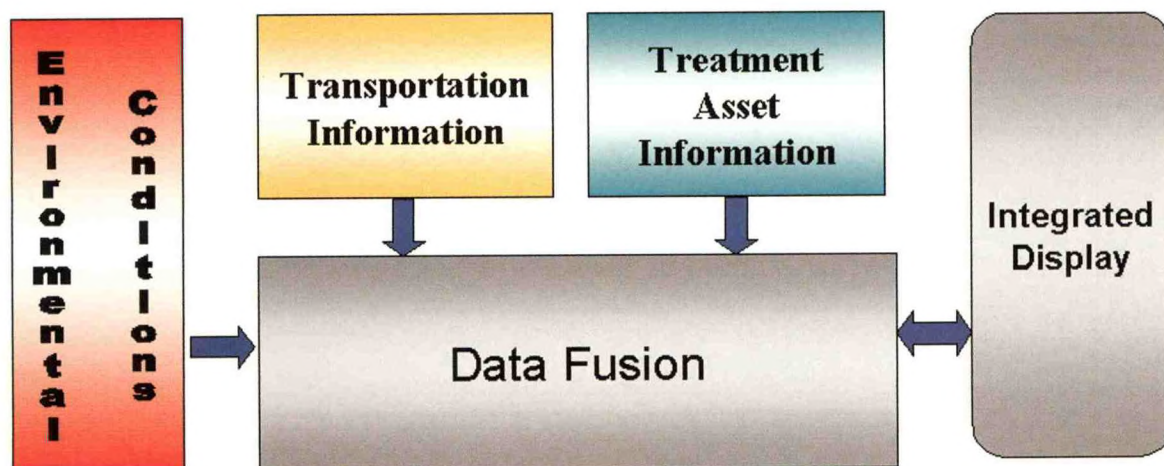 Environmental
Conditions
Transportation
Information
Treatment
Asset
Information
Integrated
Display
Data Fusion